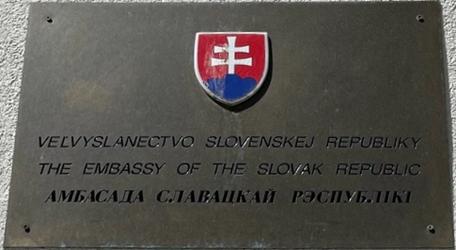 VEĽVYSLANECTVO SLOVENSKEJ REPUBLIKY
THE EMBASSY OF THE SLOVAK REPUBLIC
АМБАСАДА СЛАВАЦКАЙ РЭСПУБЛІКІ